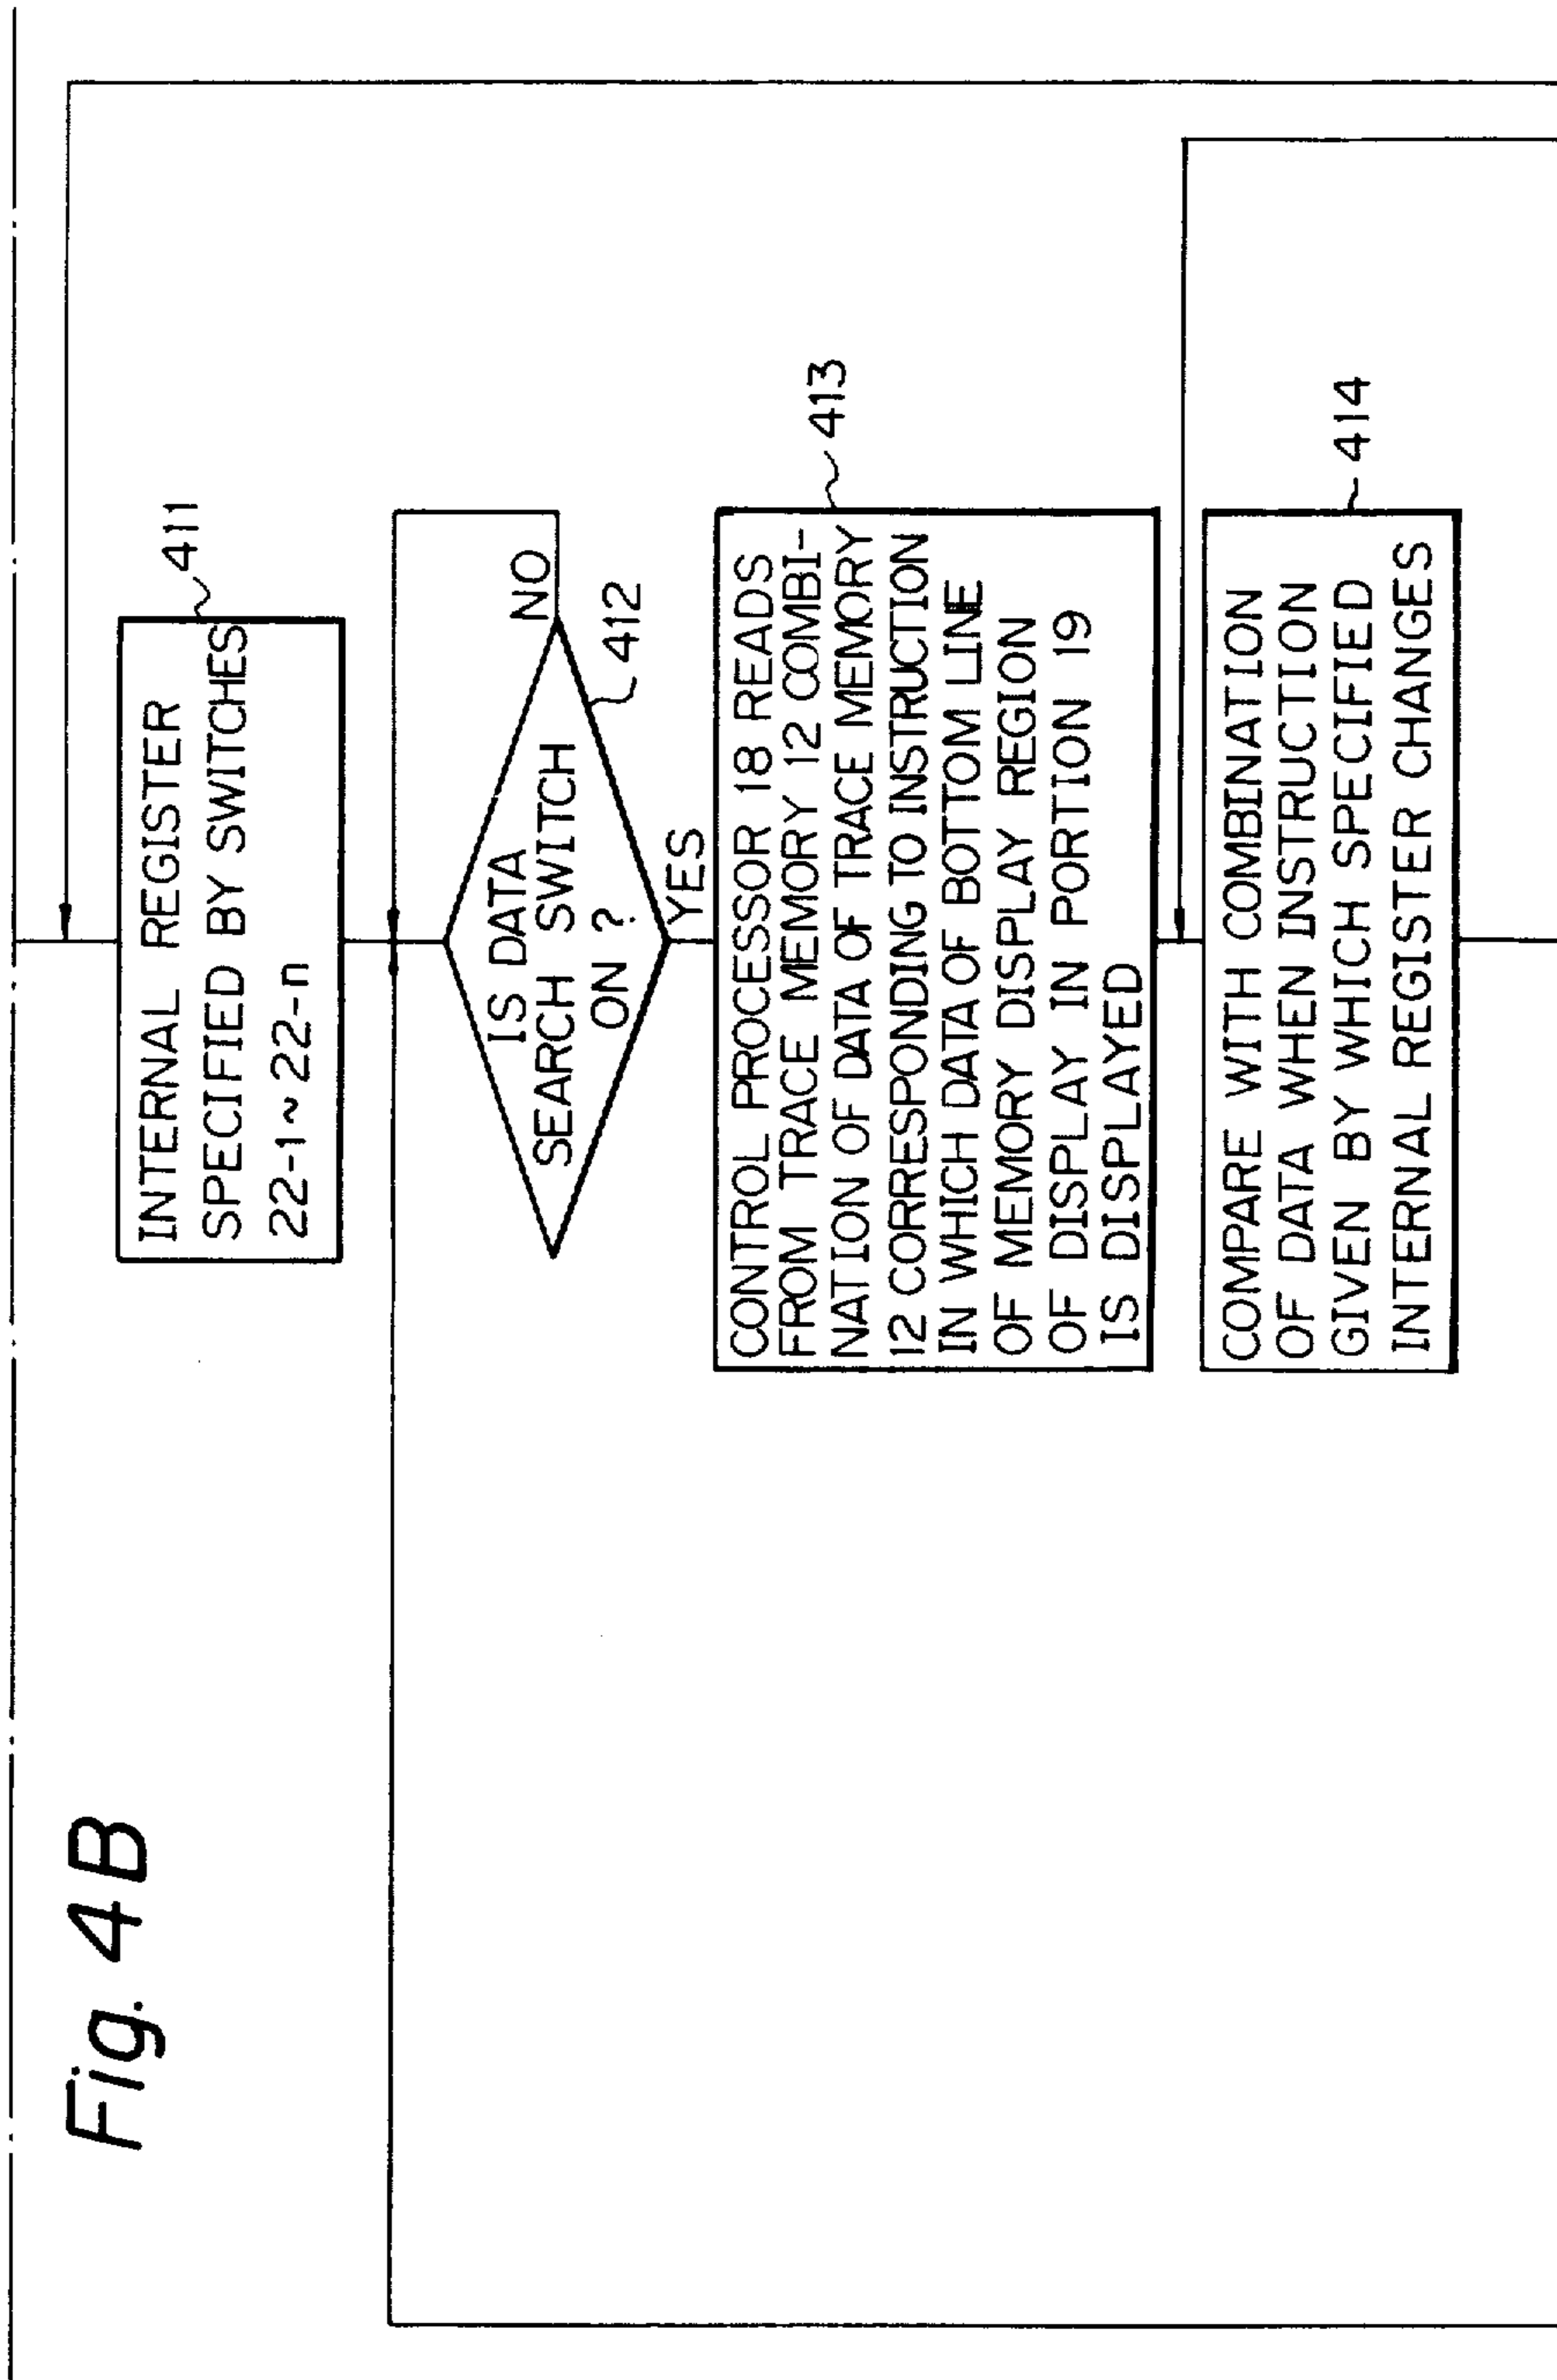 Fig. 4B
INTERNAL REGISTER
SPECIFIED BY SWITCHES
22-1~22-n
411
IS DATA
SEARCH SWITCH
ON ?
NO
412
YES
CONTROL PROCESSOR 18 READS
FROM TRACE MEMORY 12 COMBI-
NATION OF DATA OF TRACE MEMORY
12 CORRESPONDING TO INSTRUCTION
IN WHICH DATA OF BOTTOM LINE
OF MEMORY DISPLAY REGION
OF DISPLAY IN PORTION 19
IS DISPLAYED
413
COMPARE WITH COMBINATION
OF DATA WHEN INSTRUCTION
GIVEN BY WHICH SPECIFIED
INTERNAL REGISTER CHANGES
414